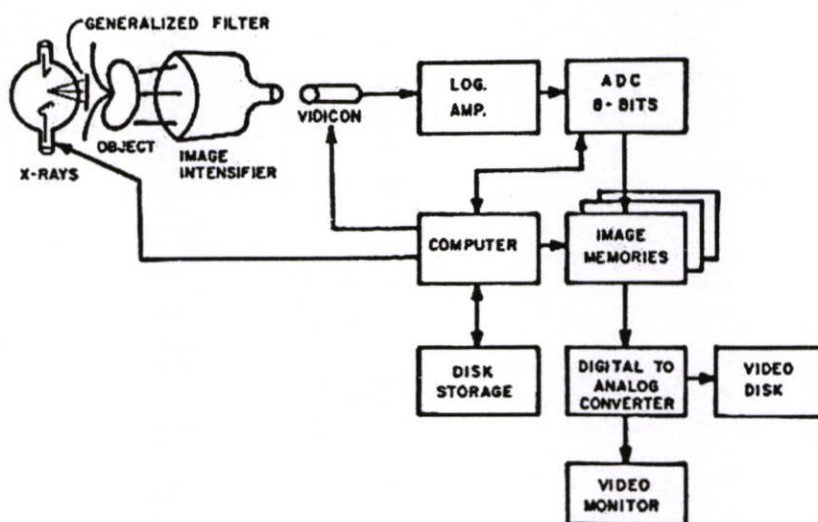 GENERALIZED FILTER
X-RAYS
OBJECT
IMAGE
INTENSIFIER
VIDICON
LOG.
AMP.
ADC
8-BITS
COMPUTER
IMAGE
MEMORIES
DISK
STORAGE
DIGITAL TO
ANALOG
CONVERTER
VIDEO
DISK
VIDEO
MONITOR